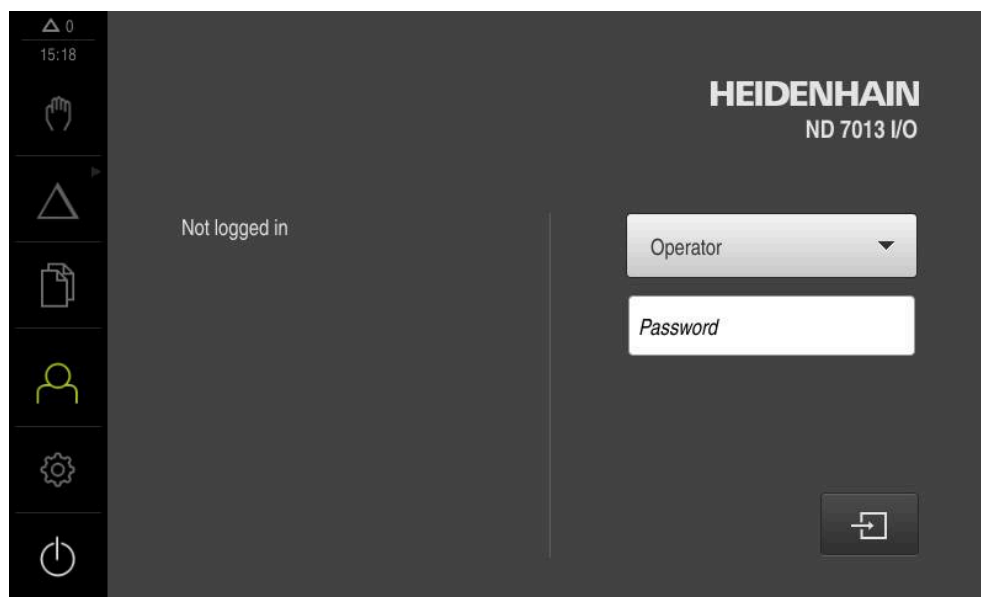 0
15:18
HEIDENHAIN
ND 7013 I/O
Not logged in
Operator
Password